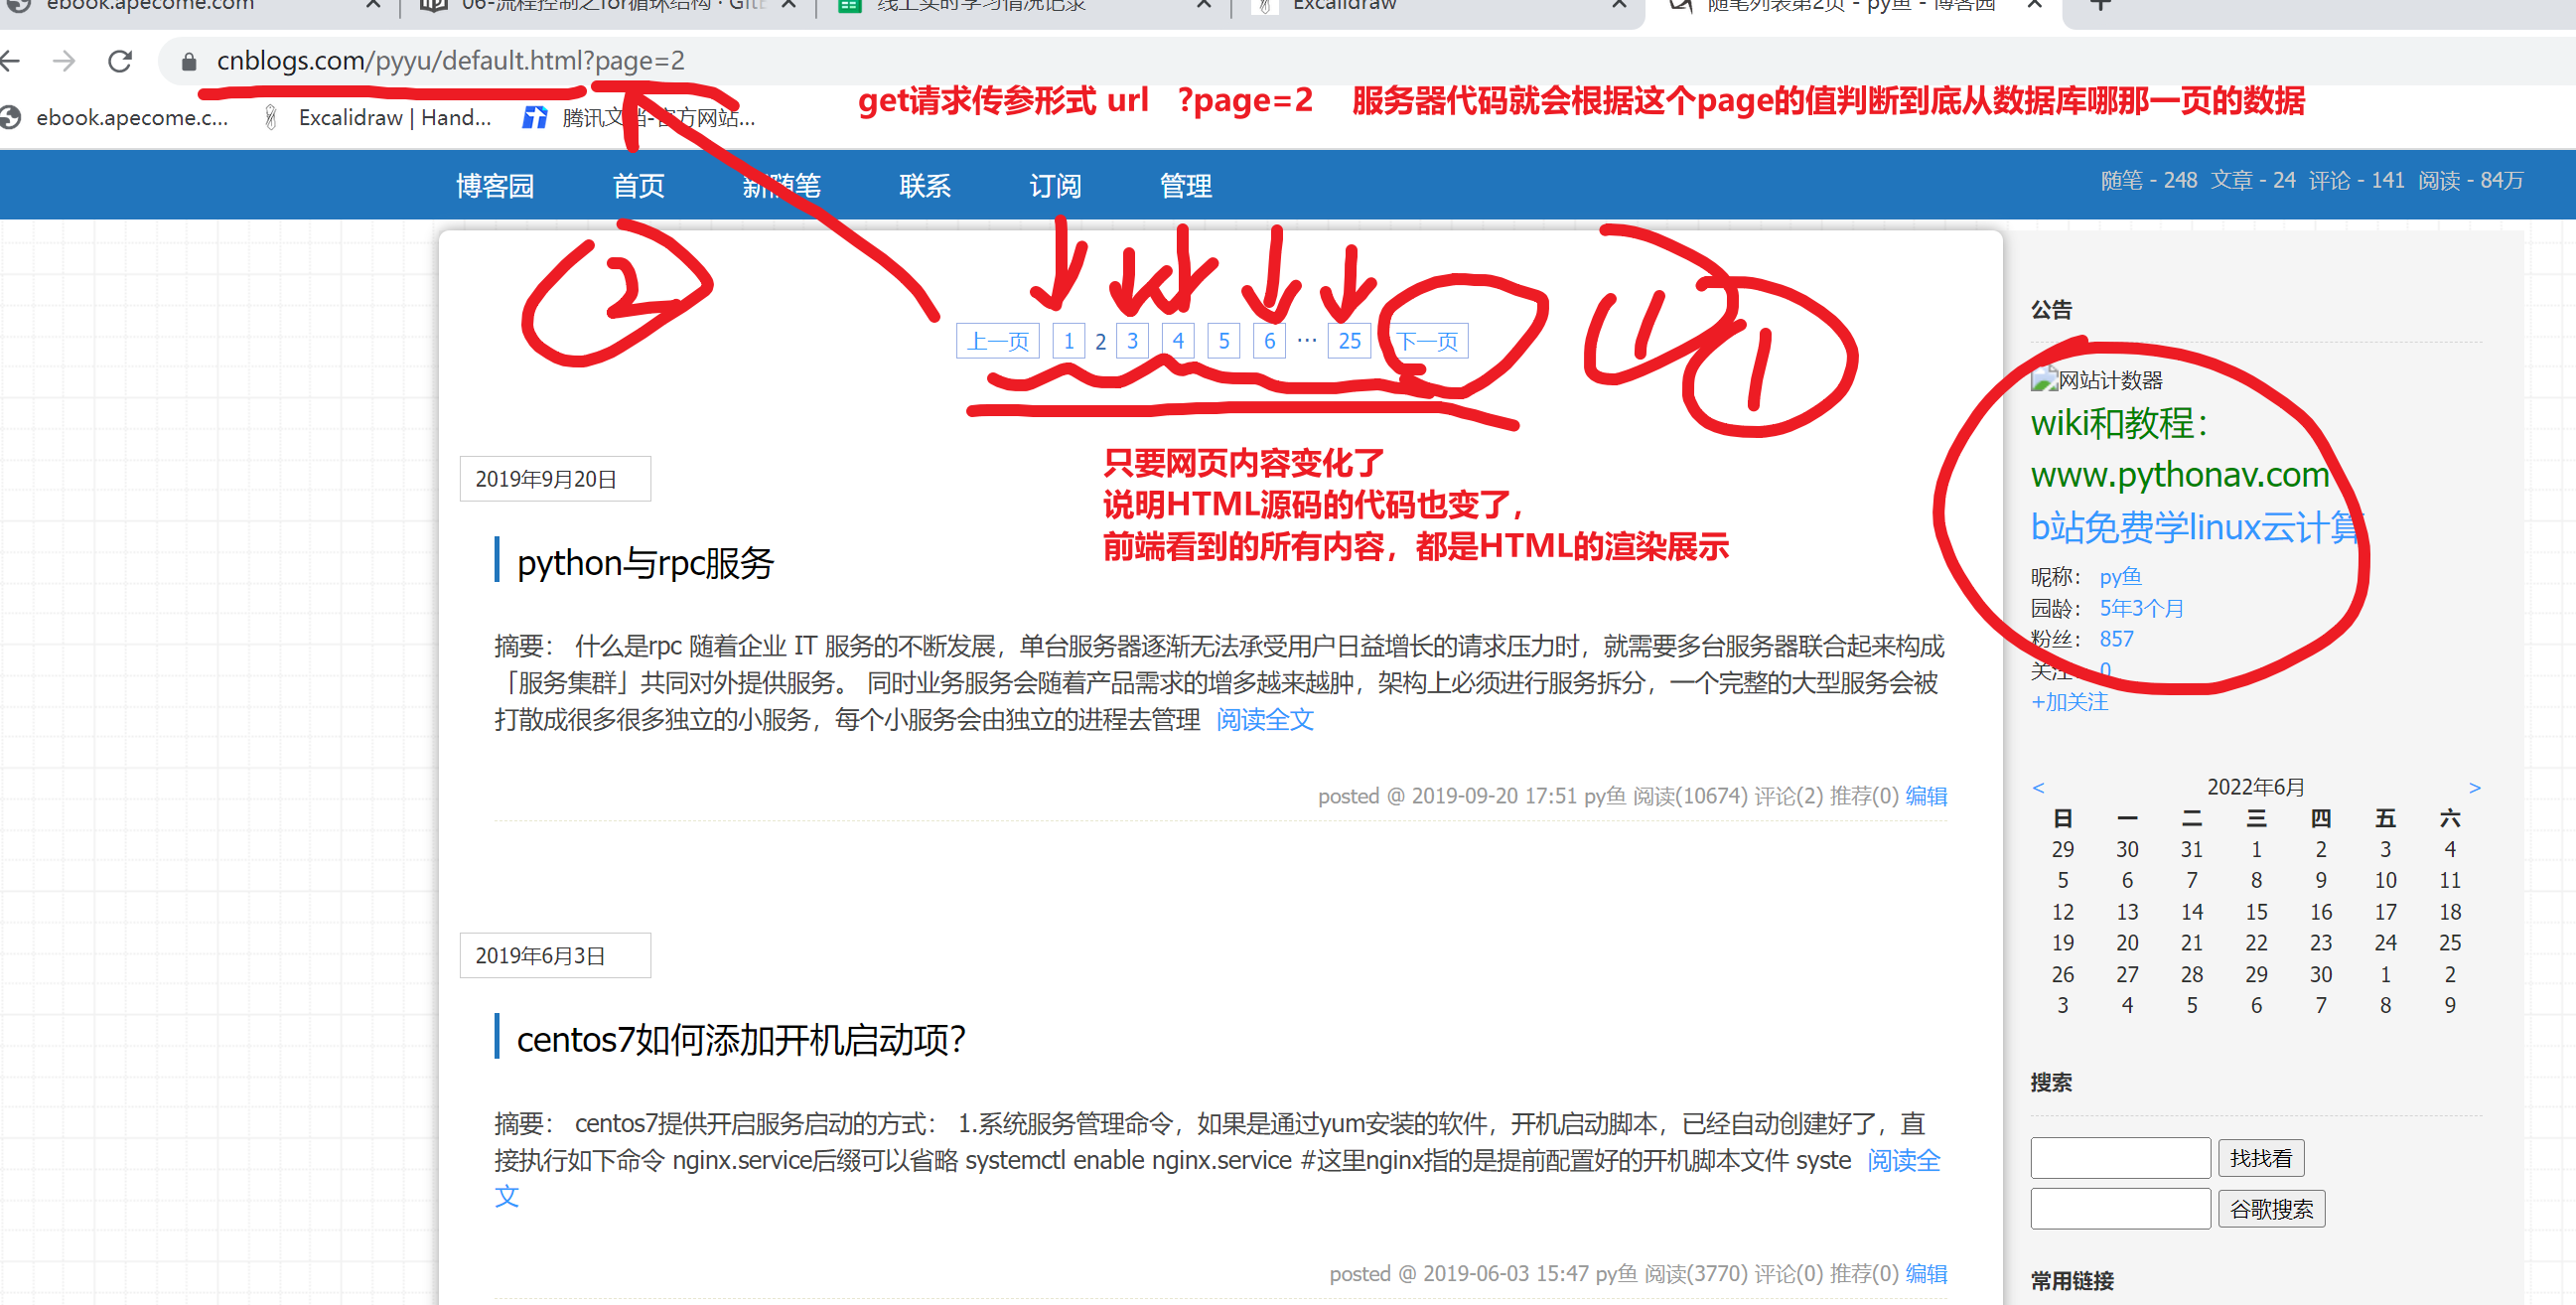 ebook.apecome.com
06-流程控制之for循环结构 · GitB
线上实时学习情况记录
Excalidraw
随笔列表第2页 - py鱼 - 博客园
cnblogs.com/pyyu/default.html?page=2
get请求传参形式 url ?page=2 服务器代码就会根据这个page的值判断到底从数据库哪那一页的数据
ebook.apecome.c...
Excalidraw | Hand...
腾讯文档-官方网站...
博客园 首页 新随笔 联系 订阅 管理
随笔 - 248 文章 - 24 评论 - 141 阅读 - 84万
2
1
1
上一页 1 2 3 4 5 6 ··· 25 下一页
只要网页内容变化了
说明HTML源码的代码也变了，
前端看到的所有内容，都是HTML的渲染展示
2019年9月20日
python与rpc服务
摘要： 什么是rpc 随着企业 IT 服务的不断发展，单台服务器逐渐无法承受用户日益增长的请求压力时，就需要多台服务器联合起来构成
「服务集群」共同对外提供服务。 同时业务服务会随着产品需求的增多越来越肿，架构上必须进行服务拆分，一个完整的大型服务会被
打散成很多很多独立的小服务，每个小服务会由独立的进程去管理 阅读全文
posted @ 2019-09-20 17:51 py鱼 阅读(10674) 评论(2) 推荐(0) 编辑
2019年6月3日
centos7如何添加开机启动项？
摘要： centos7提供开启服务启动的方式： 1.系统服务管理命令，如果是通过yum安装的软件，开机启动脚本，已经自动创建好了，直
接执行如下命令 nginx.service后缀可以省略 systemctl enable nginx.service #这里nginx指的是提前配置好的开机脚本文件 syste 阅读全
文
posted @ 2019-06-03 15:47 py鱼 阅读(3770) 评论(0) 推荐(0) 编辑
公告
网站计数器
wiki和教程：
www.pythonav.com
b站免费学linux云计算
昵称： py鱼
园龄： 5年3个月
粉丝： 857
关注： 0
+加关注
< 2022年6月 >
日 一 二 三 四 五 六
29 30 31 1 2 3 4
5 6 7 8 9 10 11
12 13 14 15 16 17 18
19 20 21 22 23 24 25
26 27 28 29 30 1 2
3 4 5 6 7 8 9
搜索
找找看
谷歌搜索
常用链接